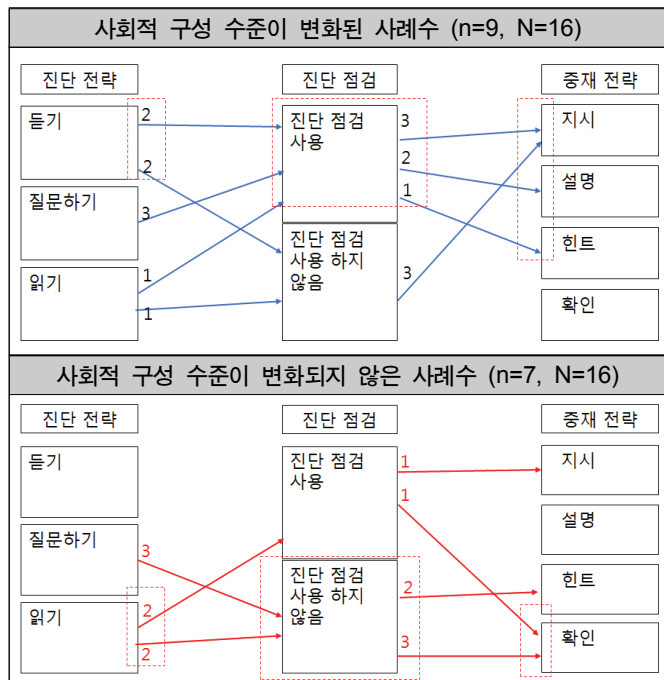 사회적 구성 수준이 변화된 사례수 (n=9, N=16)
진단 전략
진단 점검
중재 전략
듣기
질문하기
읽기
2
2
3
1
1
진단 점검
사용
진단 점검
사용 하지
않음
3
2
1
3
지시
설명
힌트
확인
사회적 구성 수준이 변화되지 않은 사례수 (n=7, N=16)
진단 전략
진단 점검
중재 전략
듣기
질문하기
읽기
3
2
2
진단 점검
사용
진단 점검
사용 하지
않음
1
1
2
3
지시
설명
힌트
확인